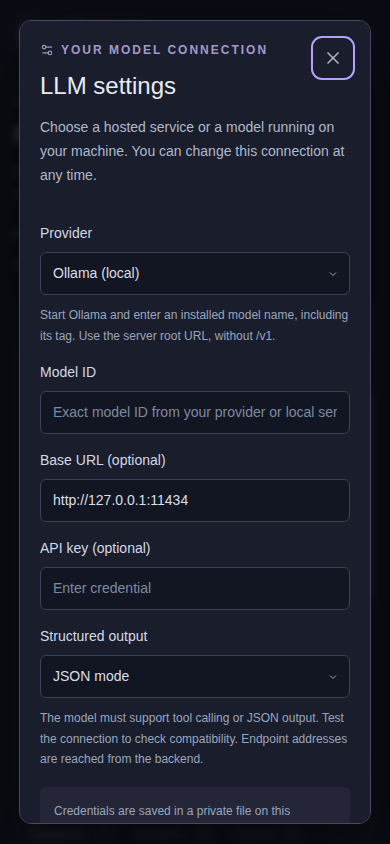 YOUR MODEL CONNECTION
LLM settings
Choose a hosted service or a model running on
your machine. You can change this connection at
any time.
Provider
Ollama (local)
Start Ollama and enter an installed model name, including
its tag. Use the server root URL, without /v1.
Model ID
Exact model ID from your provider or local ser
Base URL (optional)
http://127.0.0.1:11434
API key (optional)
Enter credential
Structured output
JSON mode
The model must support tool calling or JSON output. Test
the connection to check compatibility. Endpoint addresses
are reached from the backend.
Credentials are saved in a private file on this